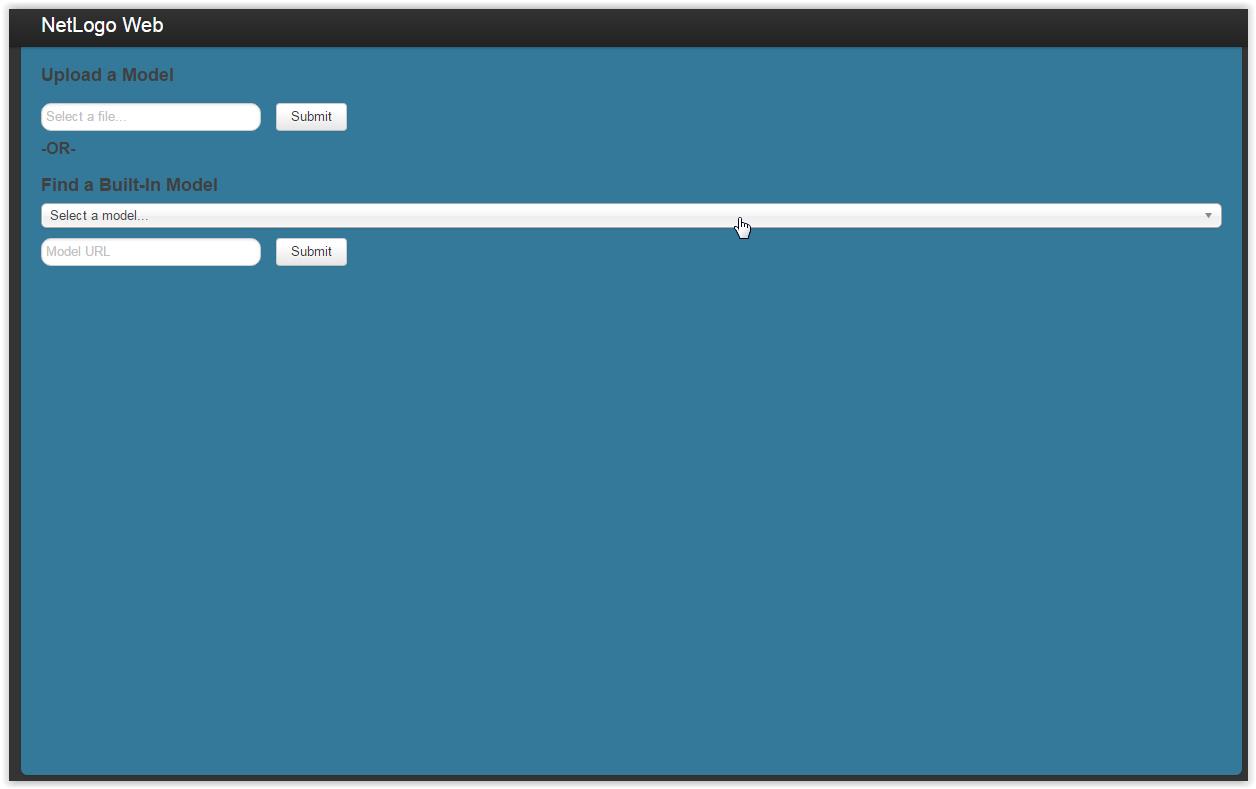 NetLogo Web
Upload a Model
Select a file...
Submit
-OR-
Find a Built-In Model
Select a model...
Model URL
Submit